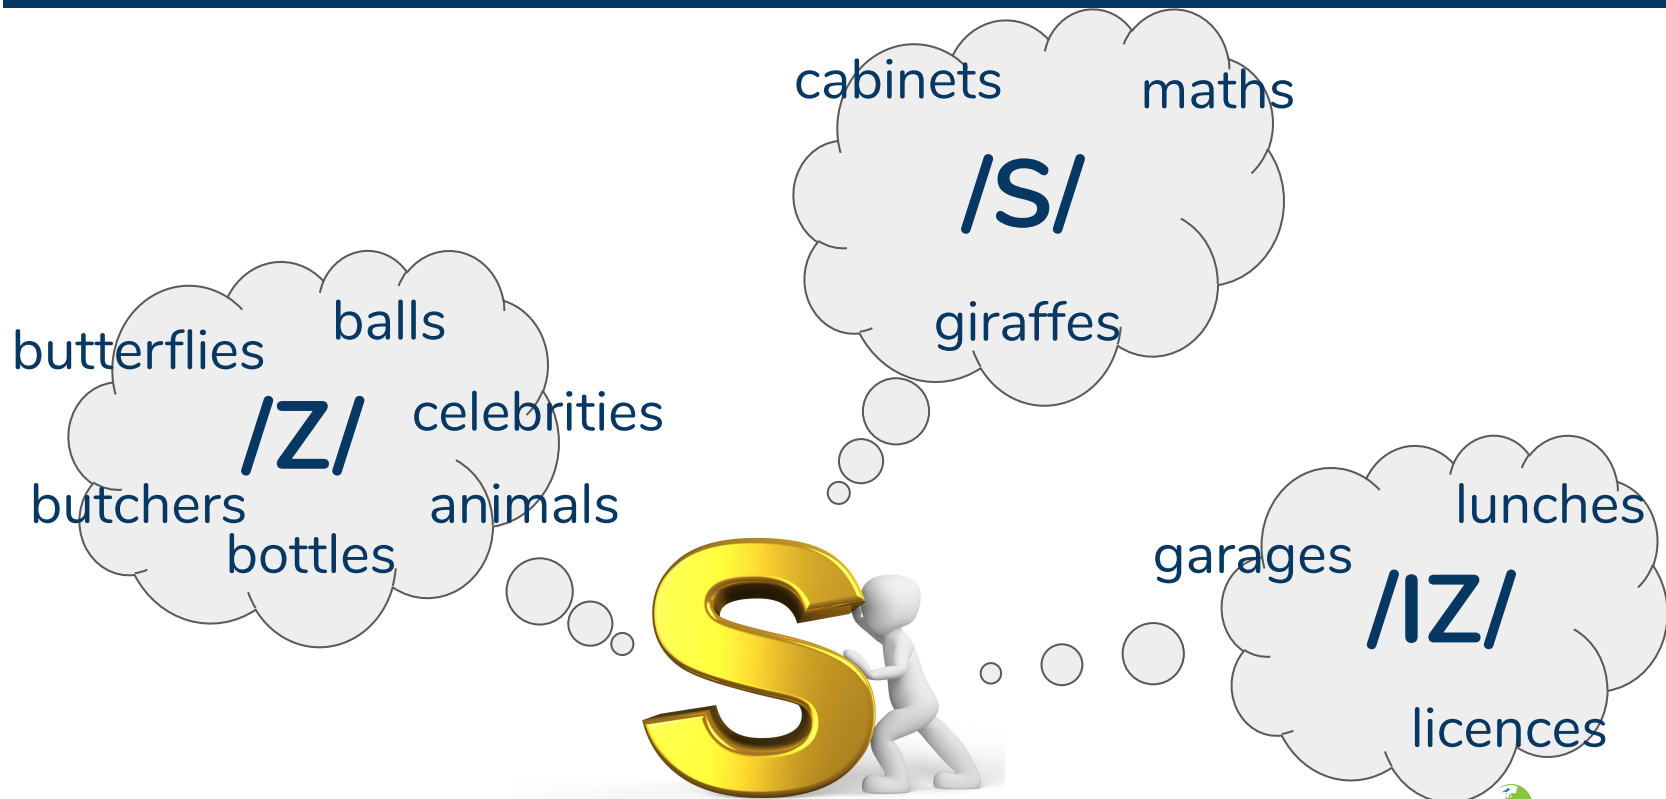 cabinets
maths
/S/
giraffes
balls
butterflies
/Z/
celebrities
butchers
animals
bottles
S
lunches
garages
/IZ/
licences